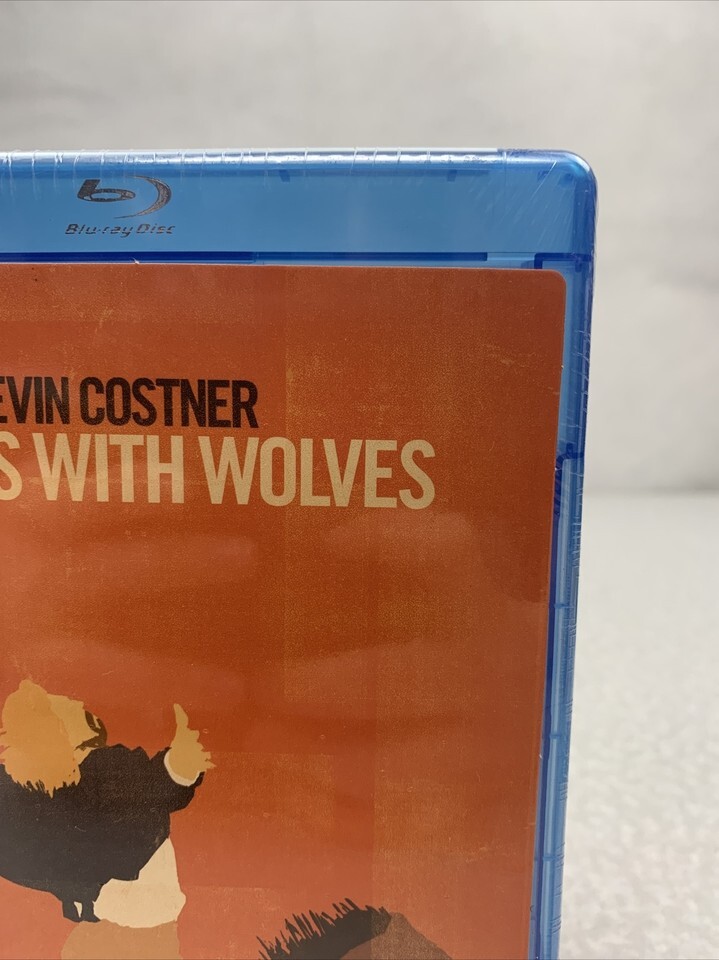 Blu-ray Disc
EVIN COSTNER
S WITH WOLVES